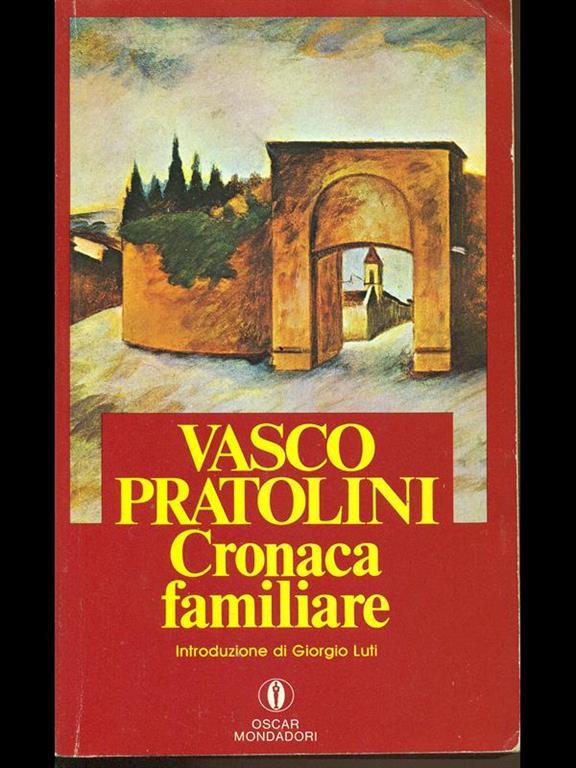 VASCO
PRATOLINI
Cronaca
familiare
Introduzione di Giorgio Luti
OSCAR
MONDADORI